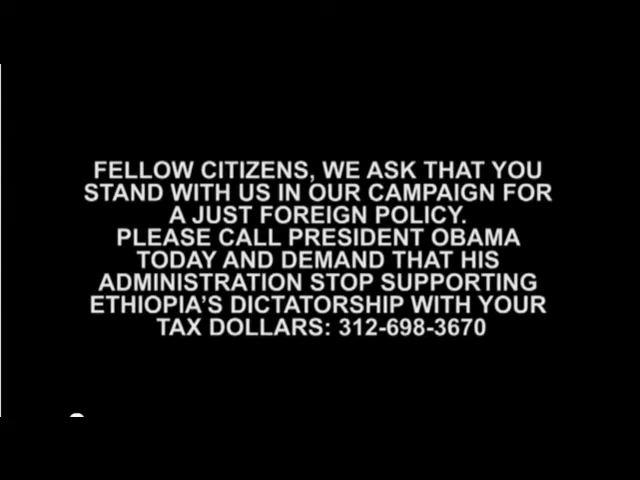 FELLOW CITIZENS, WE ASK THAT YOU
STAND WITH US IN OUR CAMPAIGN FOR
A JUST FOREIGN POLICY.
PLEASE CALL PRESIDENT OBAMA
TODAY AND DEMAND THAT HIS
ADMINISTRATION STOP SUPPORTING
ETHIOPIA'S DICTATORSHIP WITH YOUR
TAX DOLLARS: 312-698-3670